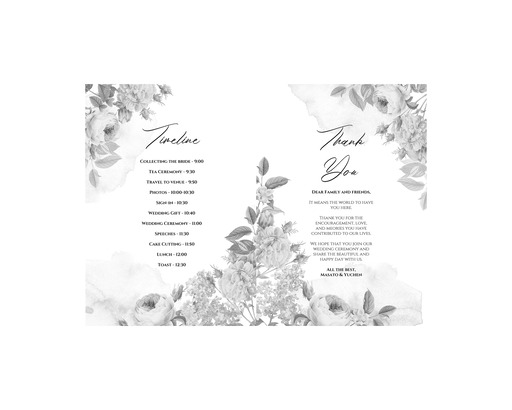 Timeline
Collecting the bride - 9:00
Tea Ceremony - 9:30
Travel to venue - 9:50
Photos - 10:00-10:30
Sign in - 10:30
Wedding Gift - 10:40
Wedding Ceremony - 11:00
Speeches - 11:30
Cake Cutting - 11:50
Lunch - 12:00
Toast - 12:30
Thank
You
Dear Family and friends,
It means the world to have
you here.
Thank you for the
encouragement, love,
and meories you have
contributed to our lives.
We hope that you join our
wedding ceremony and
share the beautiful and
happy day with us.
All the best,
Masato & Yuchen